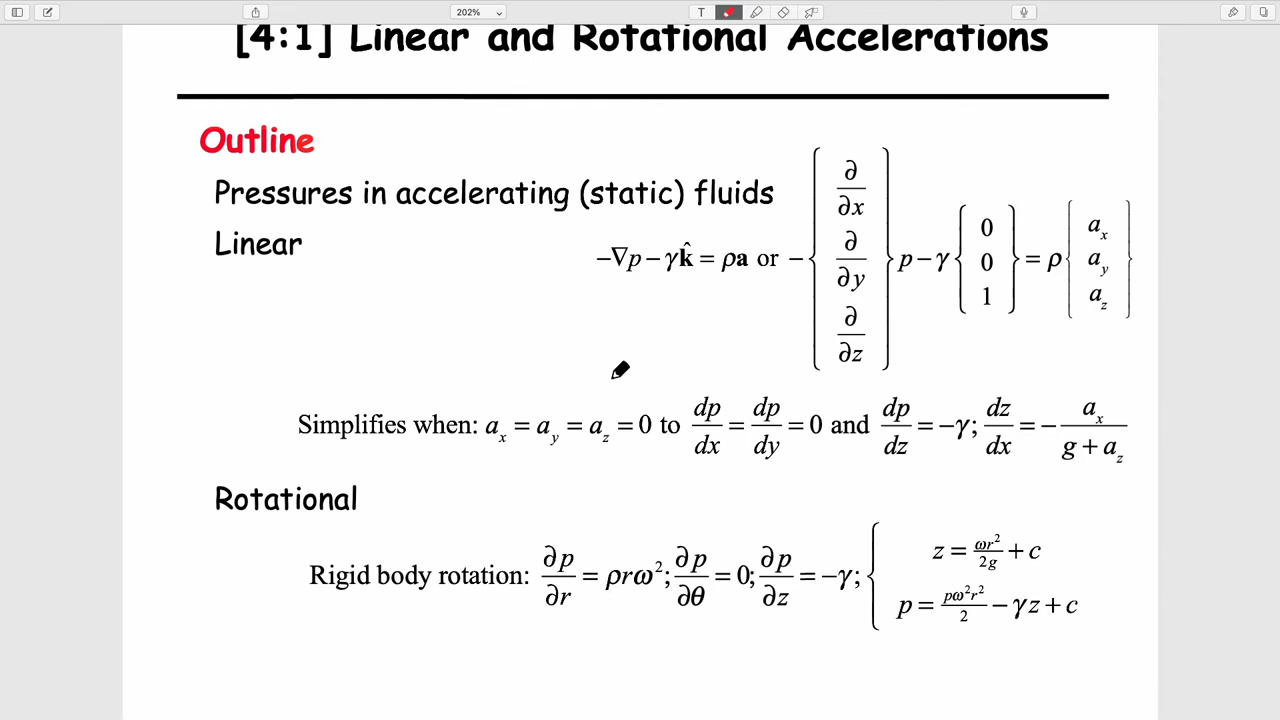 202%
T
[4:1] Linear and Rotational Accelerations
Outline
Pressures in accelerating (static) fluids
Linear
−∇p − γk̂ = ρa or − { ∂/∂x ∂/∂y ∂/∂z } p − γ { 0 0 1 } = ρ { a_x a_y a_z }
Simplifies when: a_x = a_y = a_z = 0 to dp/dx = dp/dy = 0 and dp/dz = −γ; dz/dx = − a_x/(g + a_z)
Rotational
Rigid body rotation: ∂p/∂r = ρrω²; ∂p/∂θ = 0; ∂p/∂z = −γ; { z = ωr²/2g + c
p = pω²r²/2 − γz + c